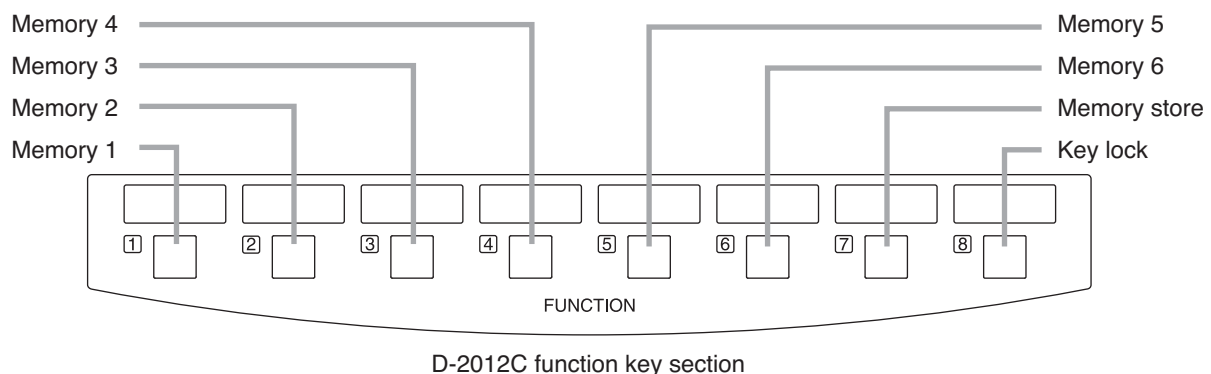 Memory 4
Memory 3
Memory 2
Memory 1
Memory 5
Memory 6
Memory store
Key lock
1 2 3 4 5 6 7 8
FUNCTION
D-2012C function key section